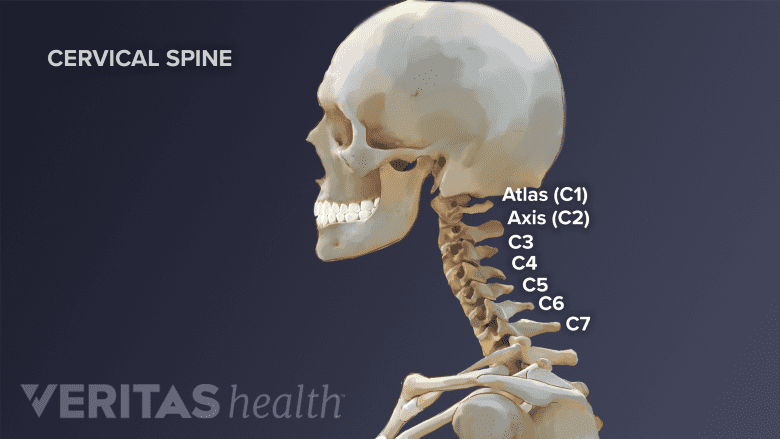 CERVICAL SPINE
Atlas (C1)
Axis (C2)
C3
C4
C5
C6
C7
VERITAS health